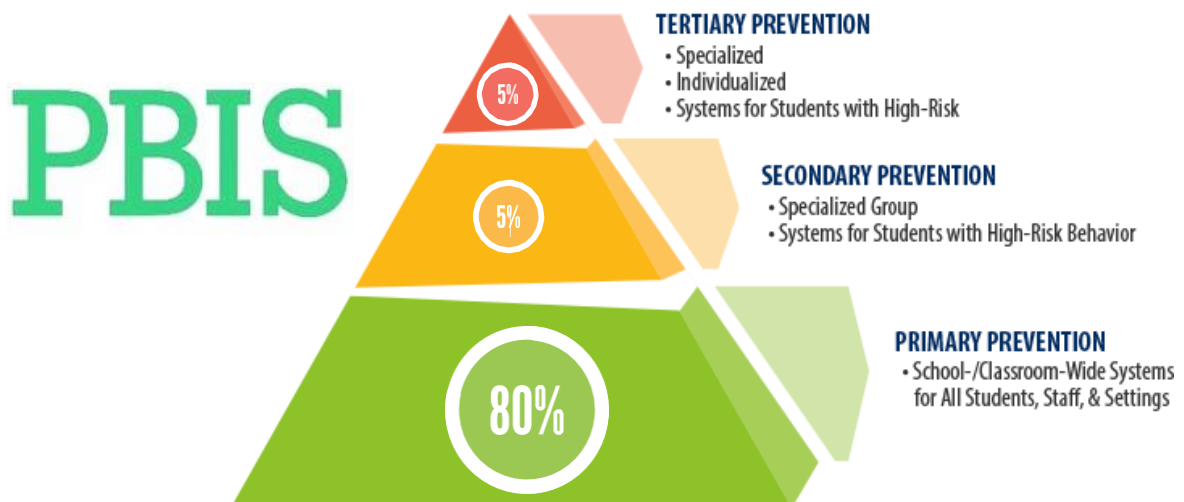 PBIS
TERTIARY PREVENTION
• Specialized
• Individualized
• Systems for Students with High-Risk
5%
SECONDARY PREVENTION
• Specialized Group
• Systems for Students with High-Risk Behavior
5%
PRIMARY PREVENTION
• School-/Classroom-Wide Systems
for All Students, Staff, & Settings
80%